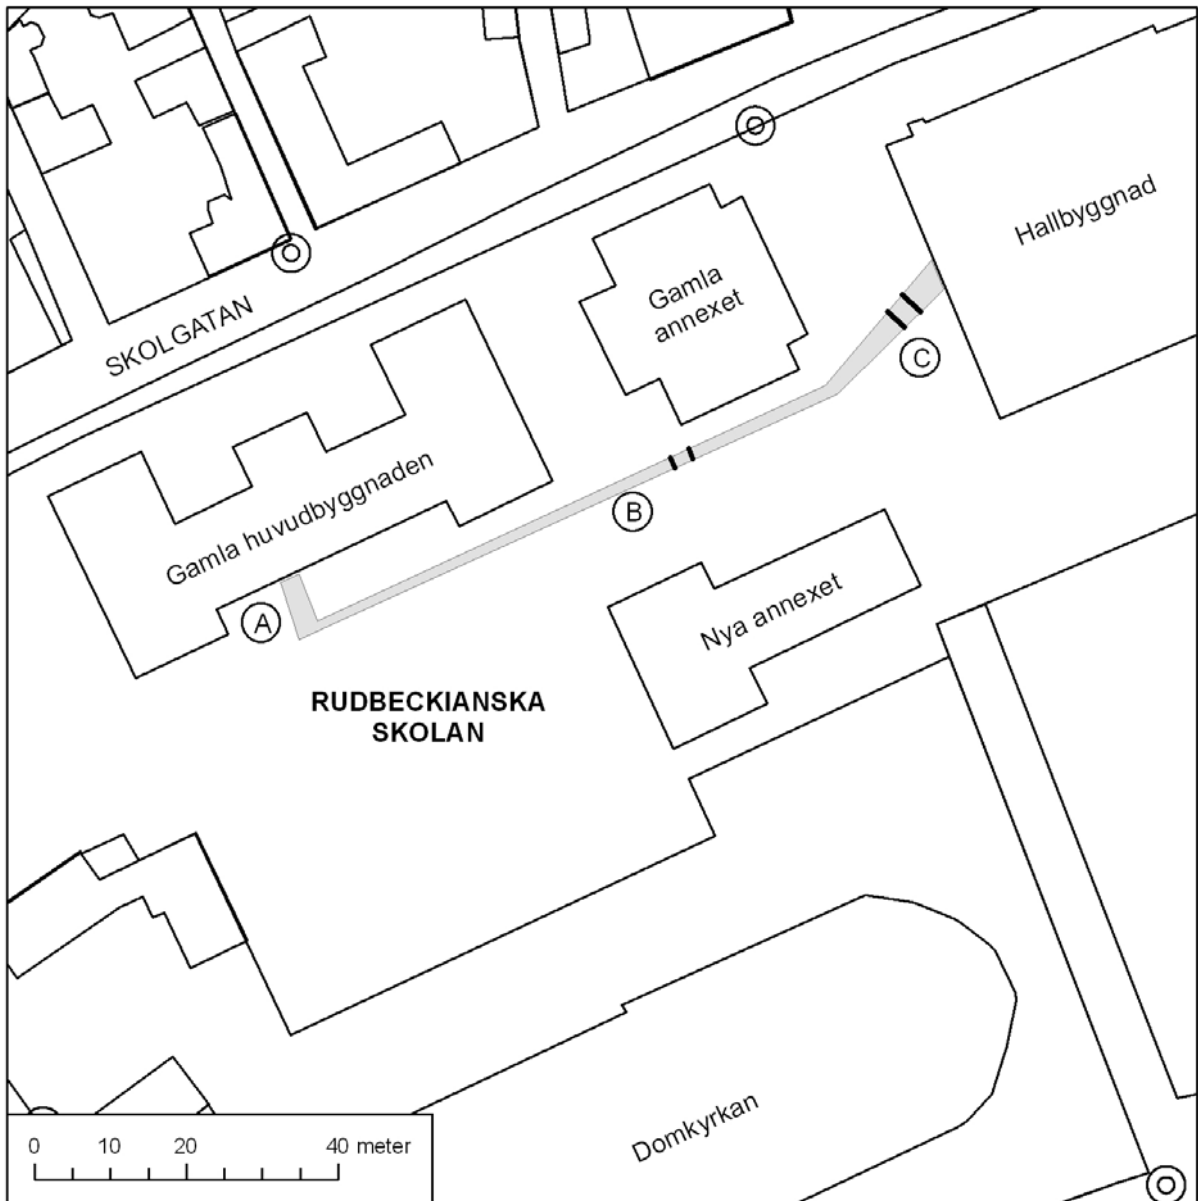 Hallbyggnad
Gamla
annexet
SKOLGATAN
C
Gamla huvudbyggnaden
B
Nya annexet
A
RUDBECKIANSKA
SKOLAN
Domkyrkan
0 10 20 40 meter